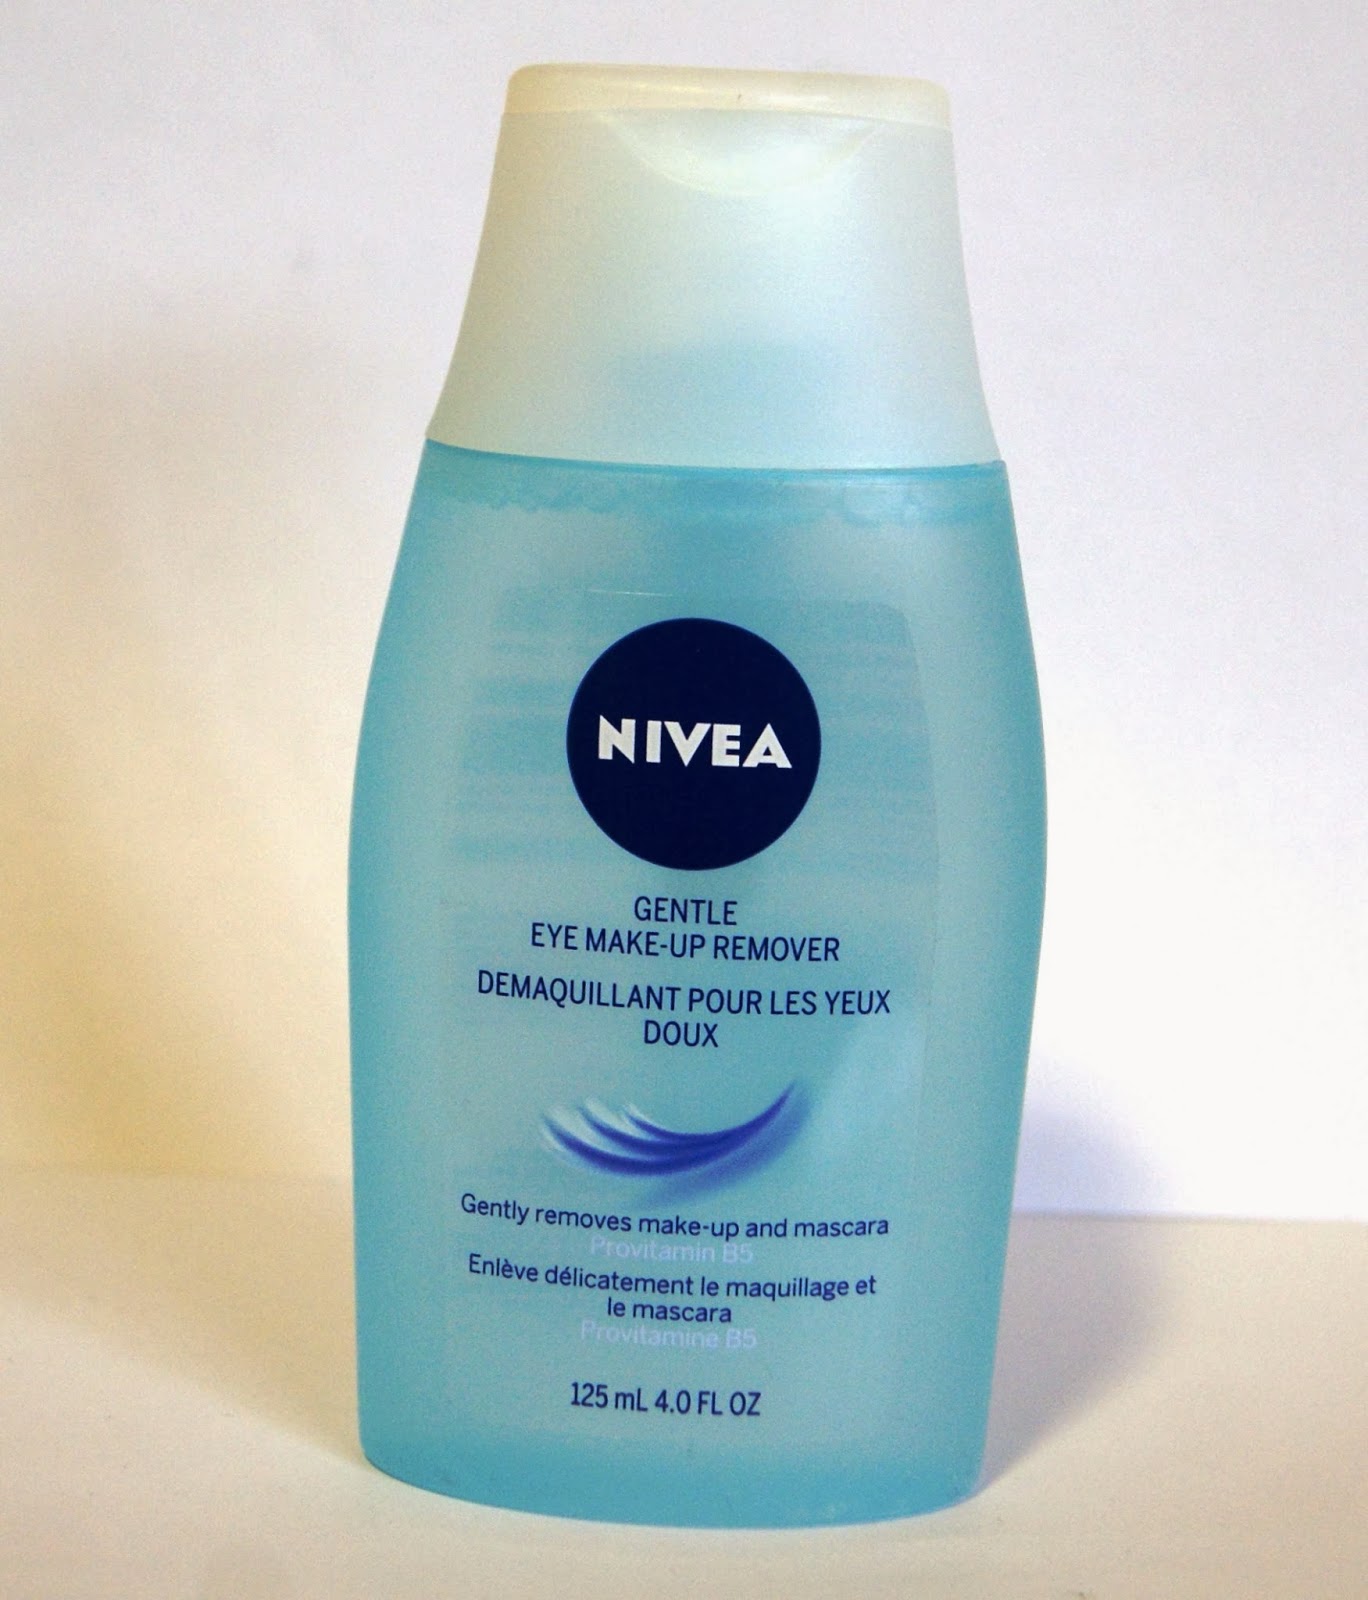 NIVEA
GENTLE
EYE MAKE-UP REMOVER
DEMAQUILLANT POUR LES YEUX
DOUX
Gently removes make-up and mascara
Provitamin B5
Enlève délicatement le maquillage et
le mascara
Provitamine B5
125 mL 4.0 FL OZ